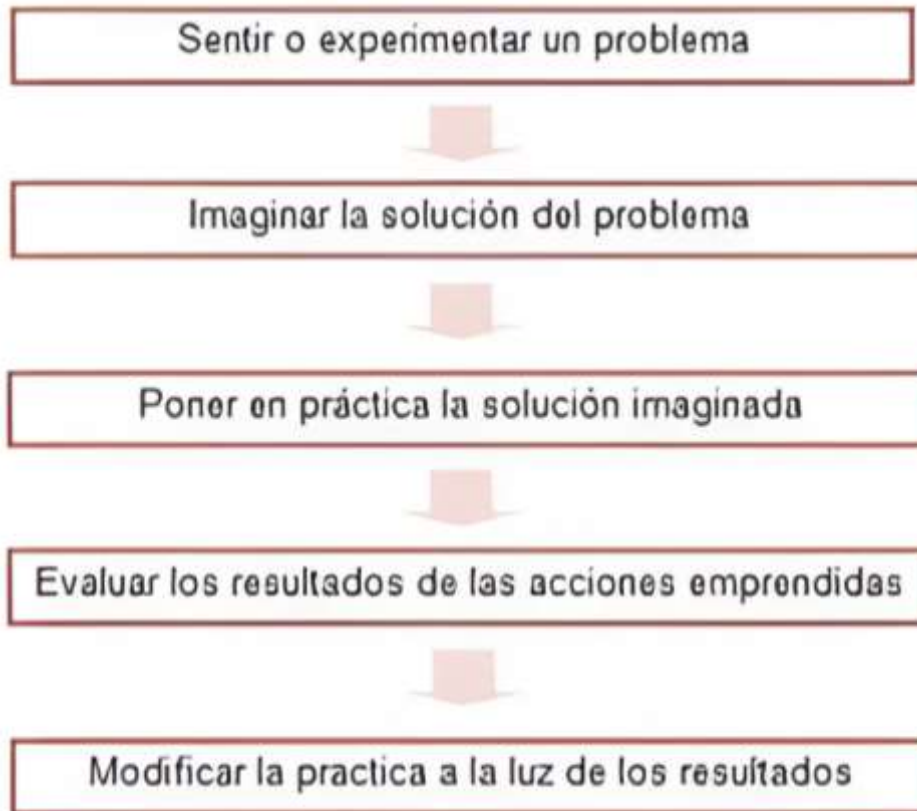 Sentir o experimentar un problema
Imaginar la solución del problema
Poner en práctica la solución imaginada
Evaluar los resultados de las acciones emprendidas
Modificar la practica a la luz de los resultados